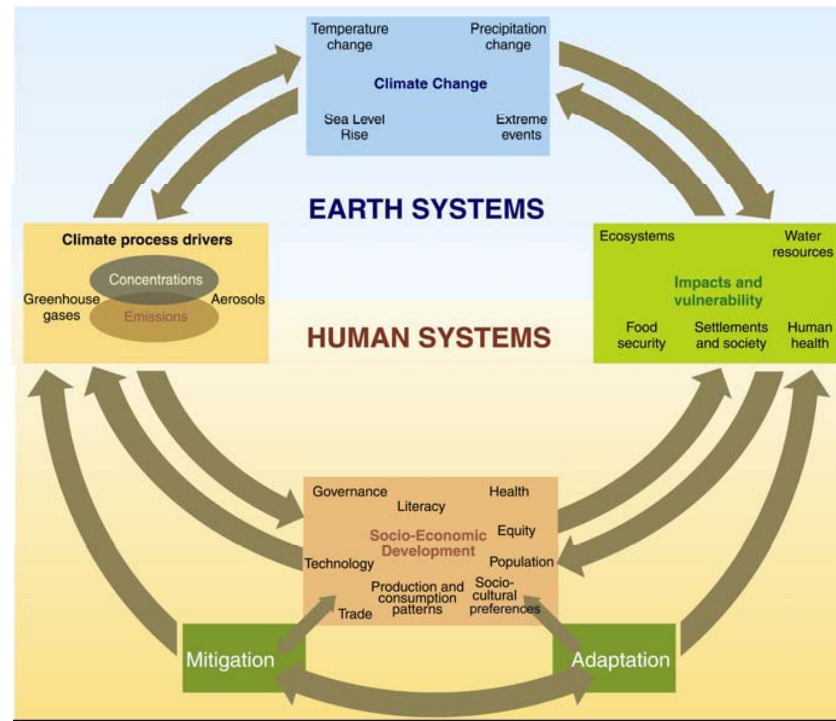 Temperature change
Precipitation change
Climate Change
Sea Level Rise
Extreme events
EARTH SYSTEMS
Climate process drivers
Concentrations
Greenhouse gases
Aerosols
Emissions
Ecosystems
Water resources
Impacts and vulnerability
Food security
Settlements and society
Human health
HUMAN SYSTEMS
Governance
Literacy
Health
Socio-Economic Development
Equity
Technology
Population
Production and consumption patterns
Socio-cultural preferences
Trade
Mitigation
Adaptation